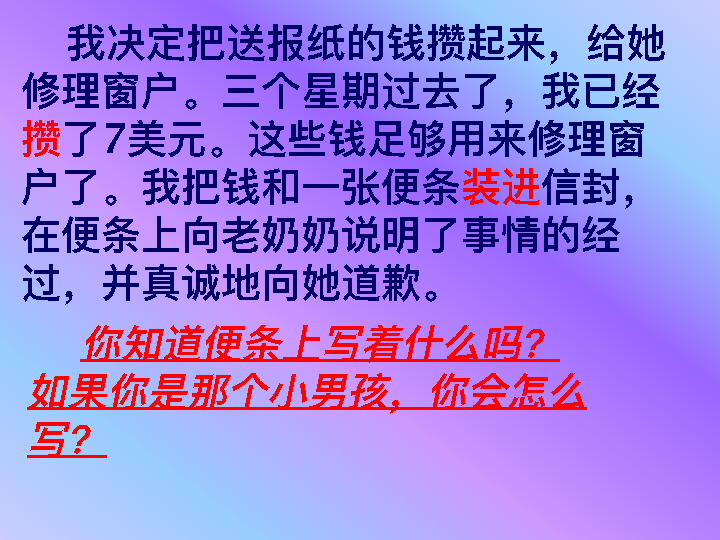 我决定把送报纸的钱攒起来，给她
修理窗户。三个星期过去了，我已经
攒了7美元。这些钱足够用来修理窗
户了。我把钱和一张便条装进信封，
在便条上向老奶奶说明了事情的经
过，并真诚地向她道歉。
你知道便条上写着什么吗？
如果你是那个小男孩，你会怎么
写？